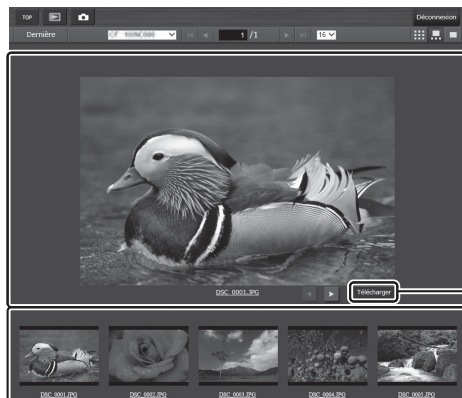 TOP Déconnexion
Dernière 1 /1 16
DSC_0001.JPG Télécharger
DSC_0001.JPG DSC_0002.JPG DSC_0003.JPG DSC_0004.JPG DSC_0005.JPG